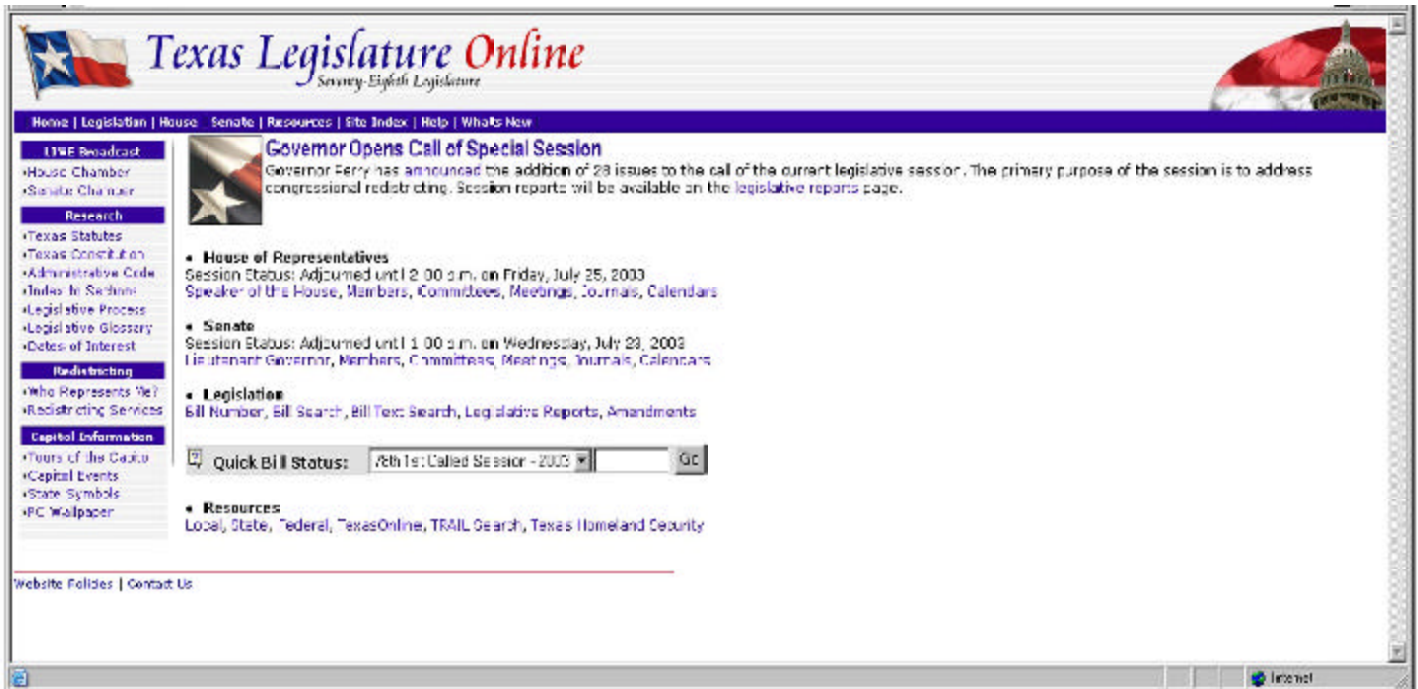 Texas Legislature Online
Seventy-Eighth Legislature
Home | Legislation | House Senate | Resources | Site Index | Help | What's New
LIVE Broadcast
House Chamber
Senate Chamber
Research
Texas Statutes
Texas Constitution
Administrative Code
Index to Sections
Legislative Process
Legislative Glossary
Dates of Interest
Redistricting
Who Represents Me?
Redistricting Services
Capitol Information
Tours of the Capitol
Capitol Events
State Symbols
PC Wallpaper
Governor Opens Call of Special Session
Governor Perry has announced the addition of 28 issues to the call of the current legislative session. The primary purpose of the session is to address
congressional redistricting. Session reports will be available on the legislative reports page.
• House of Representatives
Session Status: Adjourned until 2:00 p.m. on Friday, July 25, 2003
Speaker of the House, Members, Committees, Meetings, Journals, Calendars
• Senate
Session Status: Adjourned until 1:00 p.m. on Wednesday, July 2003
Lieutenant Governor, Members, Committees, Meetings, Journals, Calendars
• Legislation
Bill Number, Bill Search, Bill Text Search, Legislative Reports, Amendments
Quick Bill Status: 78th 1st Called Session - 2003 Go
• Resources
Local, State, Federal, TexasOnline, TRAIL Search, Texas Homeland Security
Website Policies | Contact Us
Internet